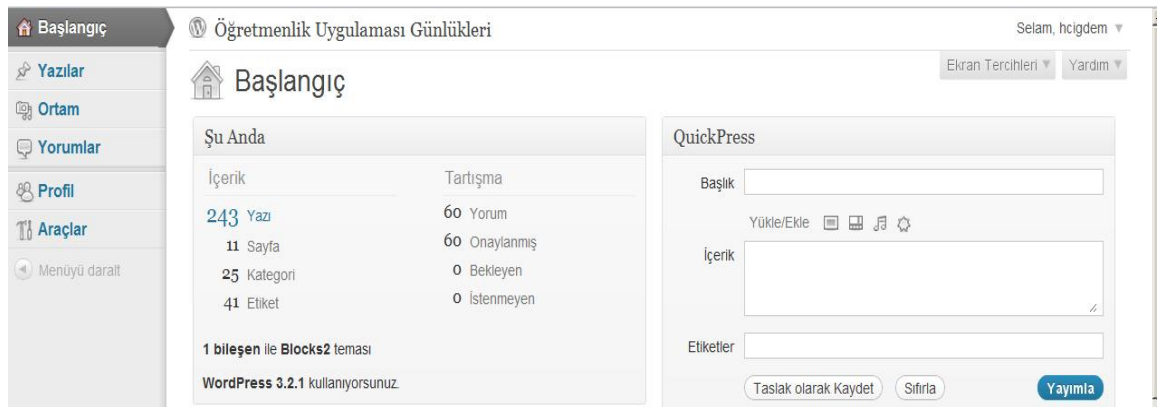 Başlangıç
Yazılar
Ortam
Yorumlar
Profil
Araçlar
Menüyü daralt
Öğretmenlik Uygulaması Günlükleri
Selam, hcigdem
Ekran Tercihleri
Yardım
Başlangıç
Şu Anda
İçerik
Tartışma
243 Yazı
60 Yorum
11 Sayfa
60 Onaylanmış
25 Kategori
0 Bekleyen
41 Etiket
0 İstenmeyen
1 bileşen ile Blocks2 teması
WordPress 3.2.1 kullanıyorsunuz.
QuickPress
Başlık
Yükle/Ekle
İçerik
Etiketler
Taslak olarak Kaydet
Sıfırla
Yayımla